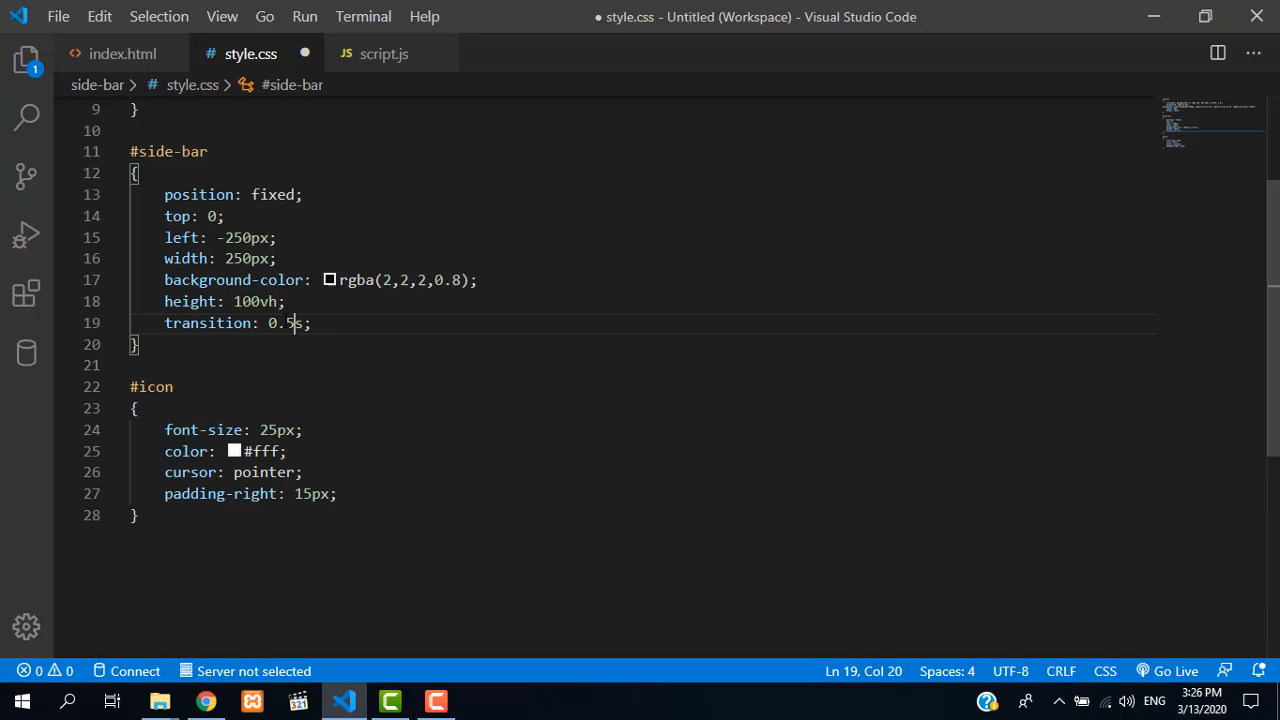 File Edit Selection View Go Run Terminal Help ● style.css - Untitled (Workspace) - Visual Studio Code
<> index.html # style.css ● JS script.js
1
side-bar > # style.css > #side-bar
9 }
10
11 #side-bar
12 {
13 position: fixed;
14 top: 0;
15 left: -250px;
16 width: 250px;
17 background-color: rgba(2,2,2,0.8);
18 height: 100vh;
19 transition: 0.5s;
20 }
21
22 #icon
23 {
24 font-size: 25px;
25 color: #fff;
26 cursor: pointer;
27 padding-right: 15px;
28 }
0 0 Connect Server not selected Ln 19, Col 20 Spaces: 4 UTF-8 CRLF CSS Go Live
321 ENG 3:26 PM
3/13/2020